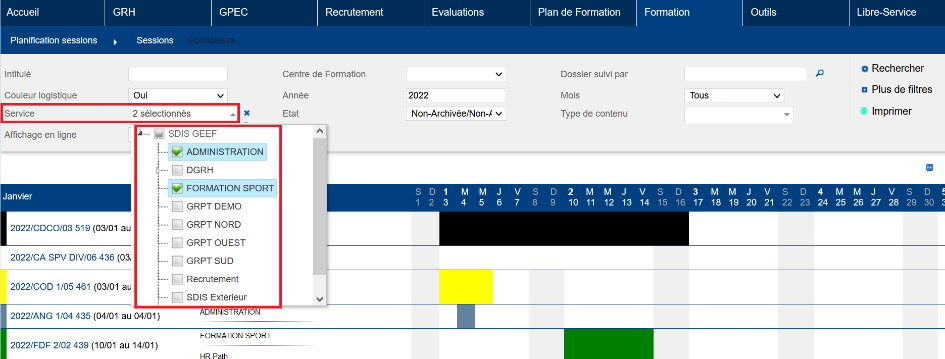 Accueil GRH GPEC Recrutement Evaluations Plan de Formation Formation Outils Libre-Service
Planification sessions Sessions Formateurs
Intitulé Centre de Formation Dossier suivi par Rechercher
Couleur logistique Oui Année 2022 Mois Tous Plus de filtres
Service 2 sélectionnés Etat Non-Archivée/Non-A Type de contenu Imprimer
Affichage en ligne
SDIS GEEF
ADMINISTRATION
DGRH
FORMATION SPORT
GRPT DEMO
GRPT NORD
GRPT OUEST
GRPT SUD
Recrutement
SDIS Extérieur
Janvier
S D 1 M M J V S D 2 M M J V S D 3 M M J V S D 4 M M J V S D 5
1 2 3 4 5 6 7 8 9 10 11 12 13 14 15 16 17 18 19 20 21 22 23 24 25 26 27 28 29 30 3
2022/CDCO/03 519 (03/01 au
2022/CA SPV DIV/06 436 (03/
2022/COD 1/05 461 (03/01 au
2022/ANG 1/04 435 (04/01 au 04/01) ADMINISTRATION
2022/FDF 2/02 439 (10/01 au 14/01) FORMATION SPORT
HR Path